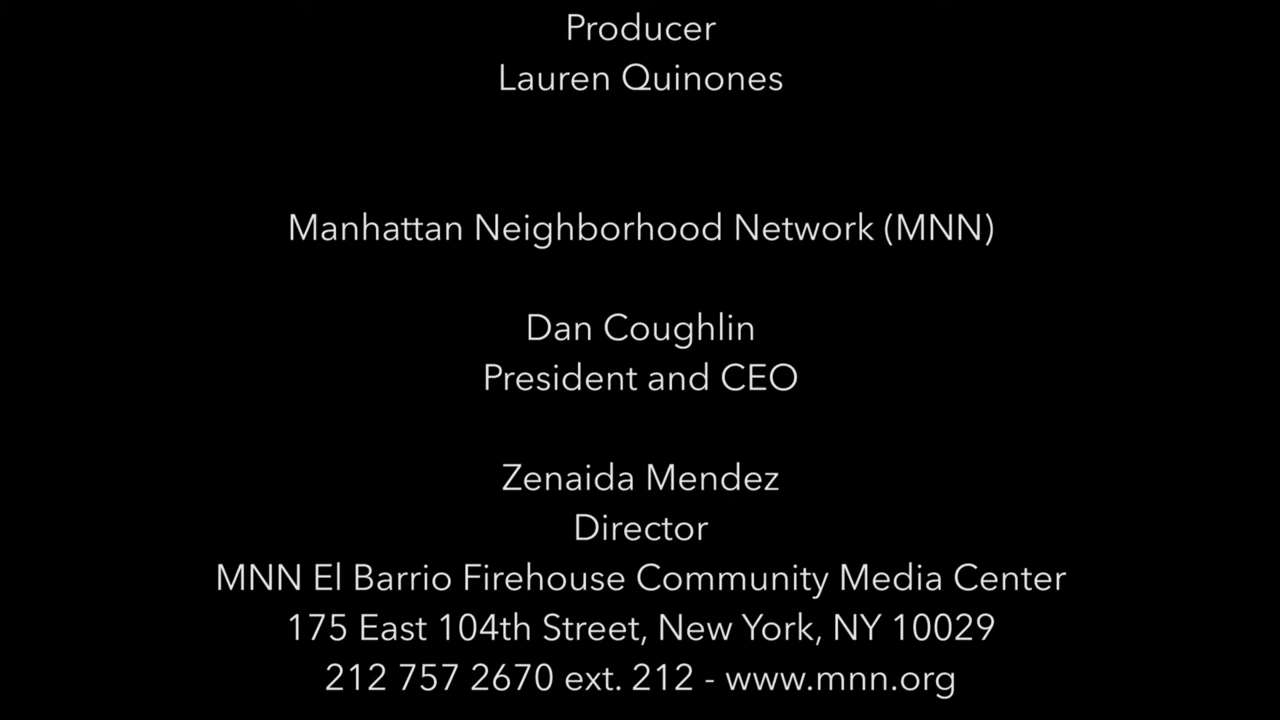 Producer
Lauren Quinones
Manhattan Neighborhood Network (MNN)
Dan Coughlin
President and CEO
Zenaida Mendez
Director
MNN El Barrio Firehouse Community Media Center
175 East 104th Street, New York, NY 10029
212 757 2670 ext. 212 - www.mnn.org